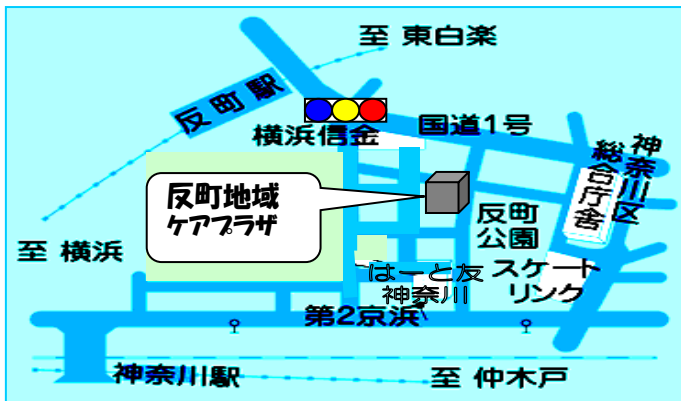 至 東白楽
反町駅
横浜信金
国道1号
神奈川区
総合庁舎
反町地域
ケアプラザ
反町
公園
至 横浜
はーと友
神奈川
スケート
リンク
第2京浜
神奈川駅
至 仲木戸